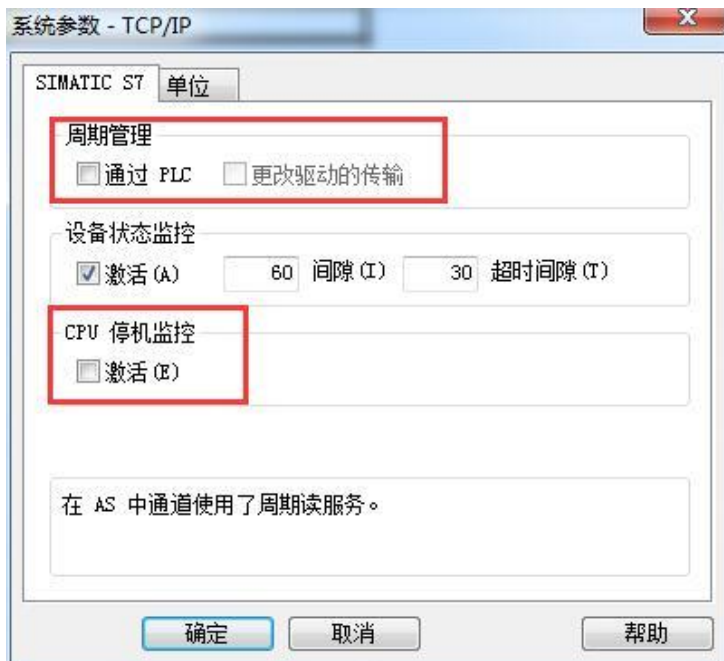 系统参数 - TCP/IP
SIMATIC S7 单位
周期管理
通过 PLC 更改驱动的传输
设备状态监控
激活(A) 60 间隙(I) 30 超时间隙(T)
CPU 停机监控
激活(E)
在 AS 中通道使用了周期读服务。
确定 取消 帮助